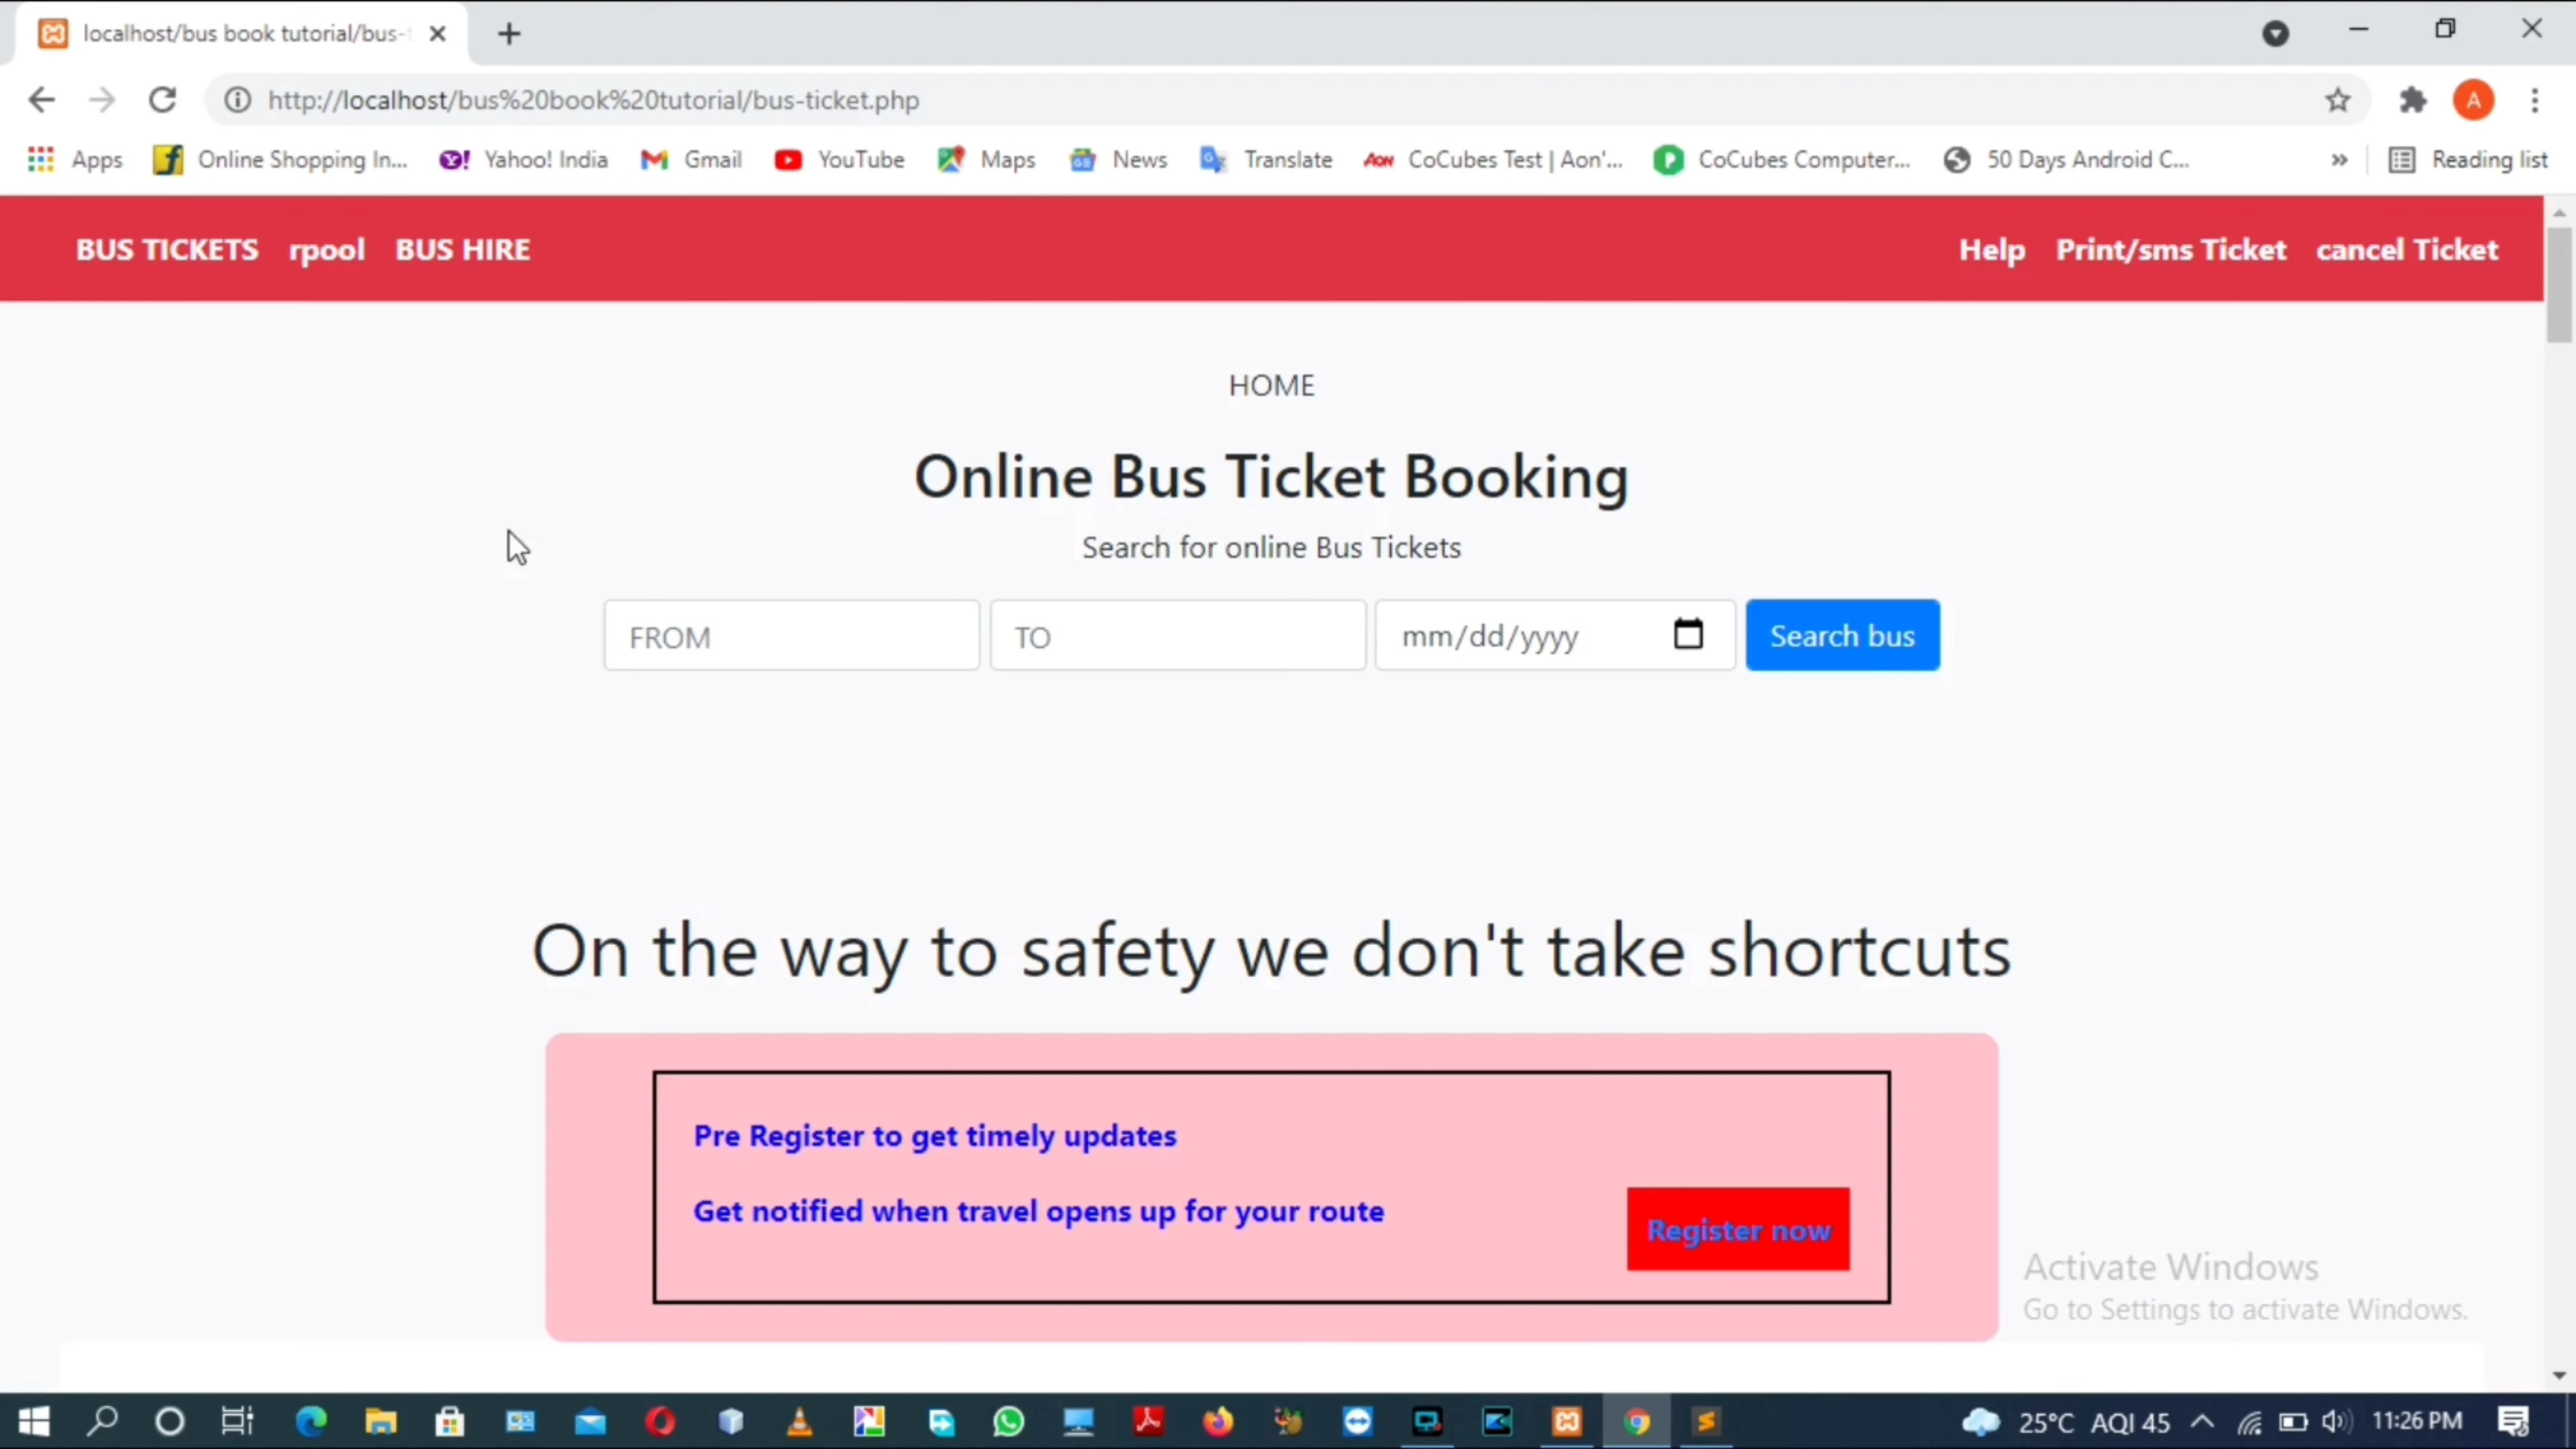 localhost/bus book tutorial/bus-t
http://localhost/bus%20book%20tutorial/bus-ticket.php
A
Apps
Online Shopping In...
Yahoo! India
Gmail
YouTube
Maps
News
Translate
Aon CoCubes Test | Aon'...
CoCubes Computer...
50 Days Android C...
»
Reading list
BUS TICKETS rpool BUS HIRE
Help Print/sms Ticket cancel Ticket
HOME
Online Bus Ticket Booking
Search for online Bus Tickets
FROM TO mm/dd/yyyy Search bus
On the way to safety we don't take shortcuts
Pre Register to get timely updates
Get notified when travel opens up for your route
Register now
Activate Windows
Go to Settings to activate Windows.
25°C AQI 45 11:26 PM